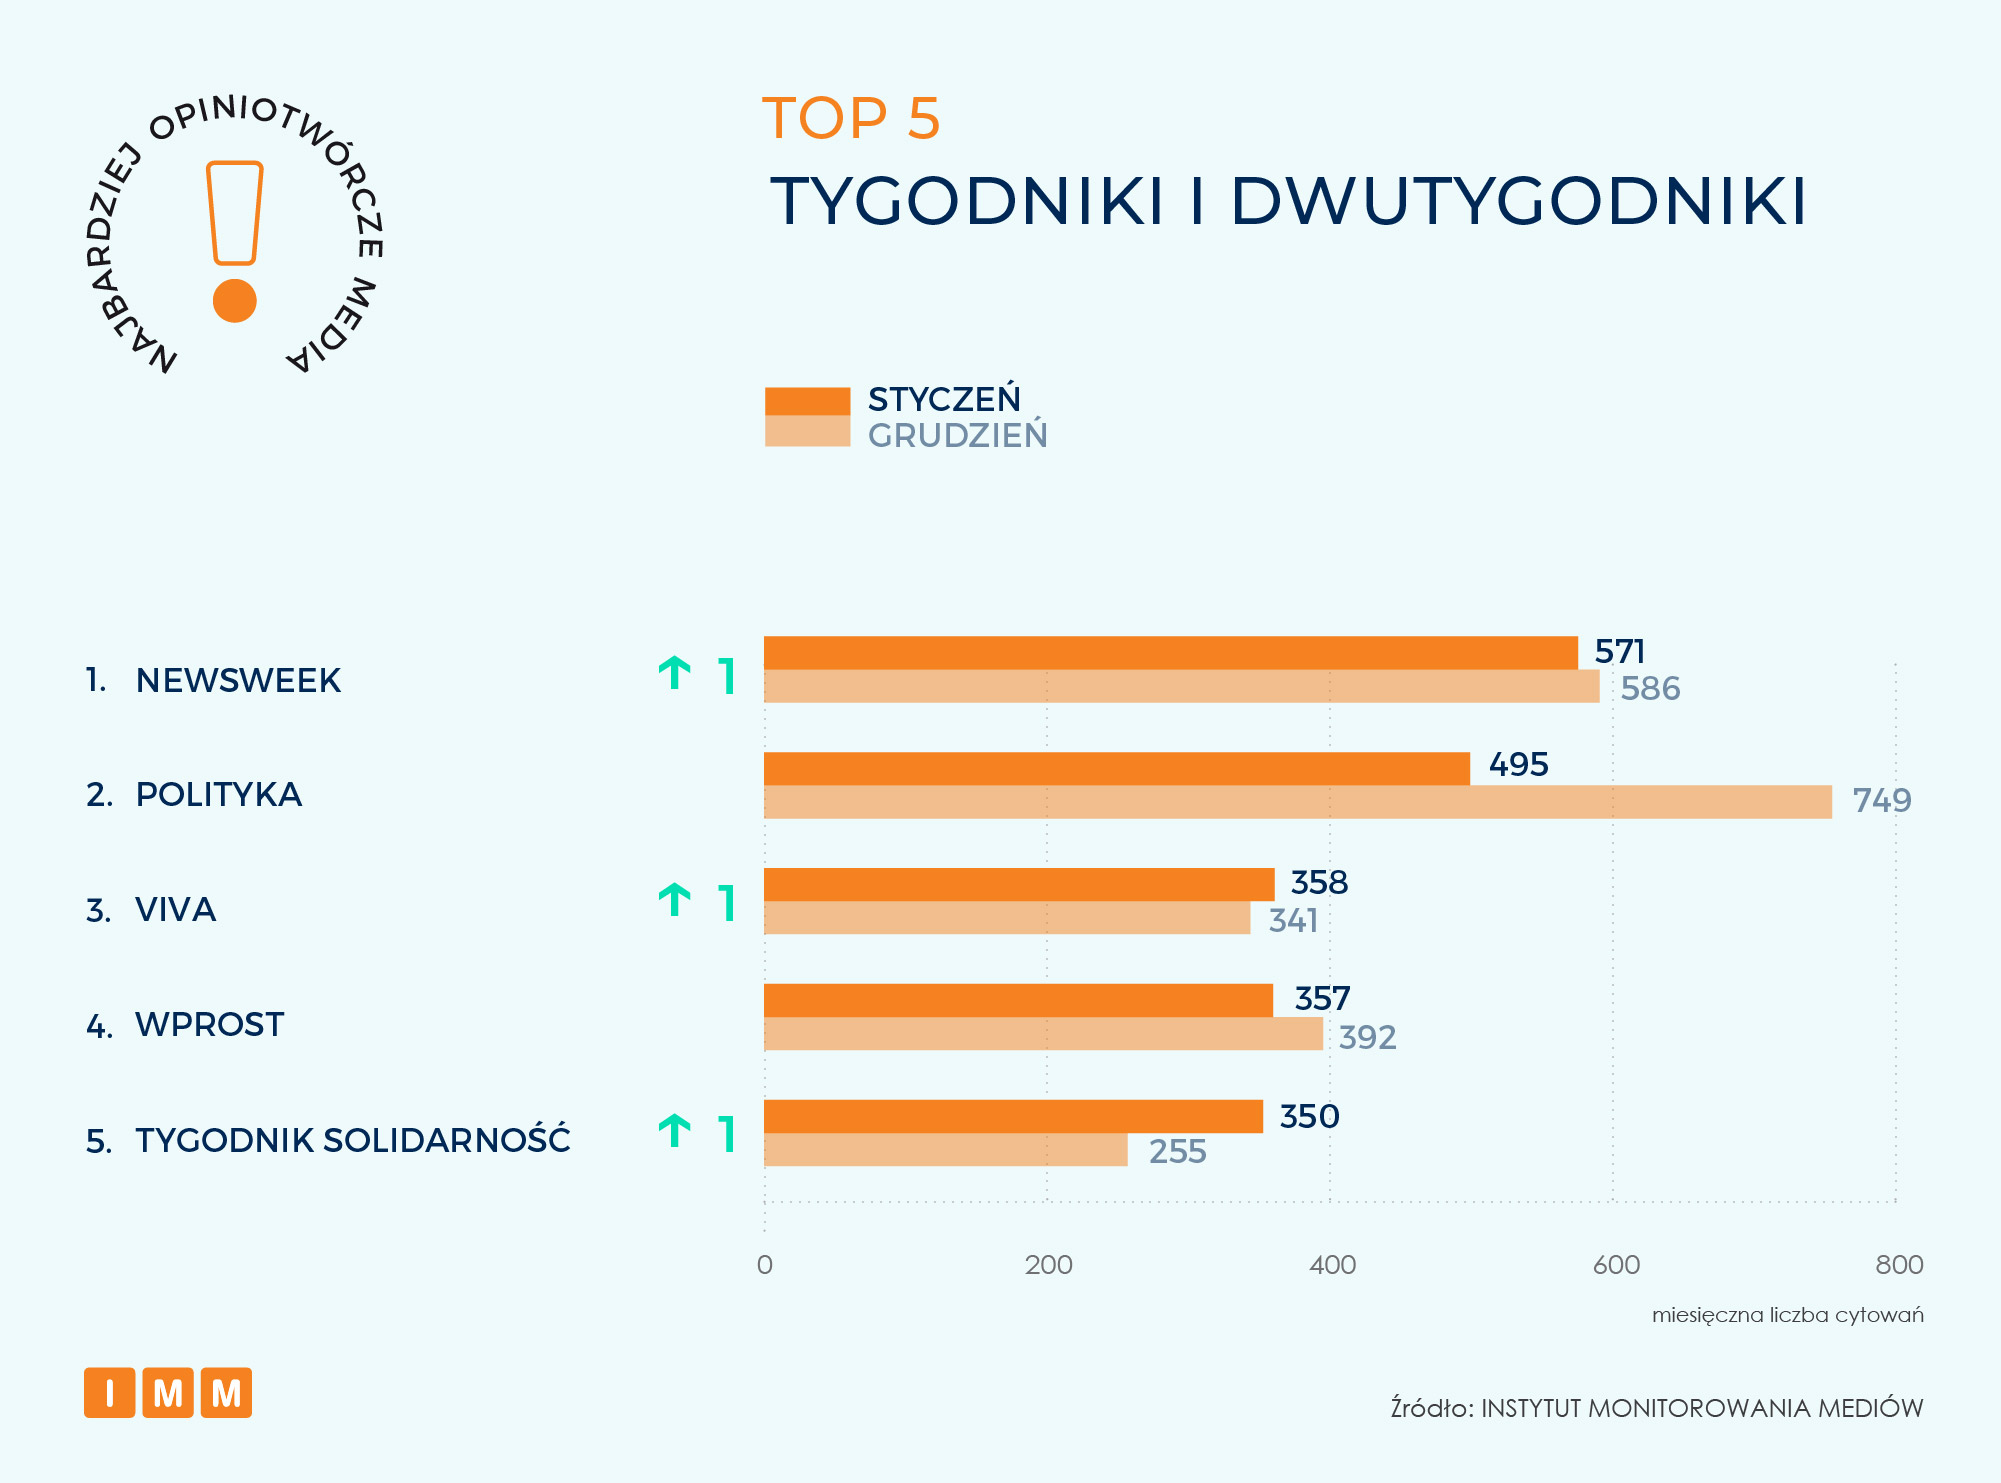 NAJBARDZIEJ OPINIOTWÓRCZE MEDIA
TOP 5
TYGODNIKI I DWUTYGODNIKI
STYCZEŃ
GRUDZIEŃ
1. NEWSWEEK ↑ 1 571
586
2. POLITYKA 495
749
3. VIVA ↑ 1 358
341
4. WPROST 357
392
5. TYGODNIK SOLIDARNOŚĆ ↑ 1 350
255
0 200 400 600 800
miesięczna liczba cytowań
IMM
Źródło: INSTYTUT MONITOROWANIA MEDIÓW